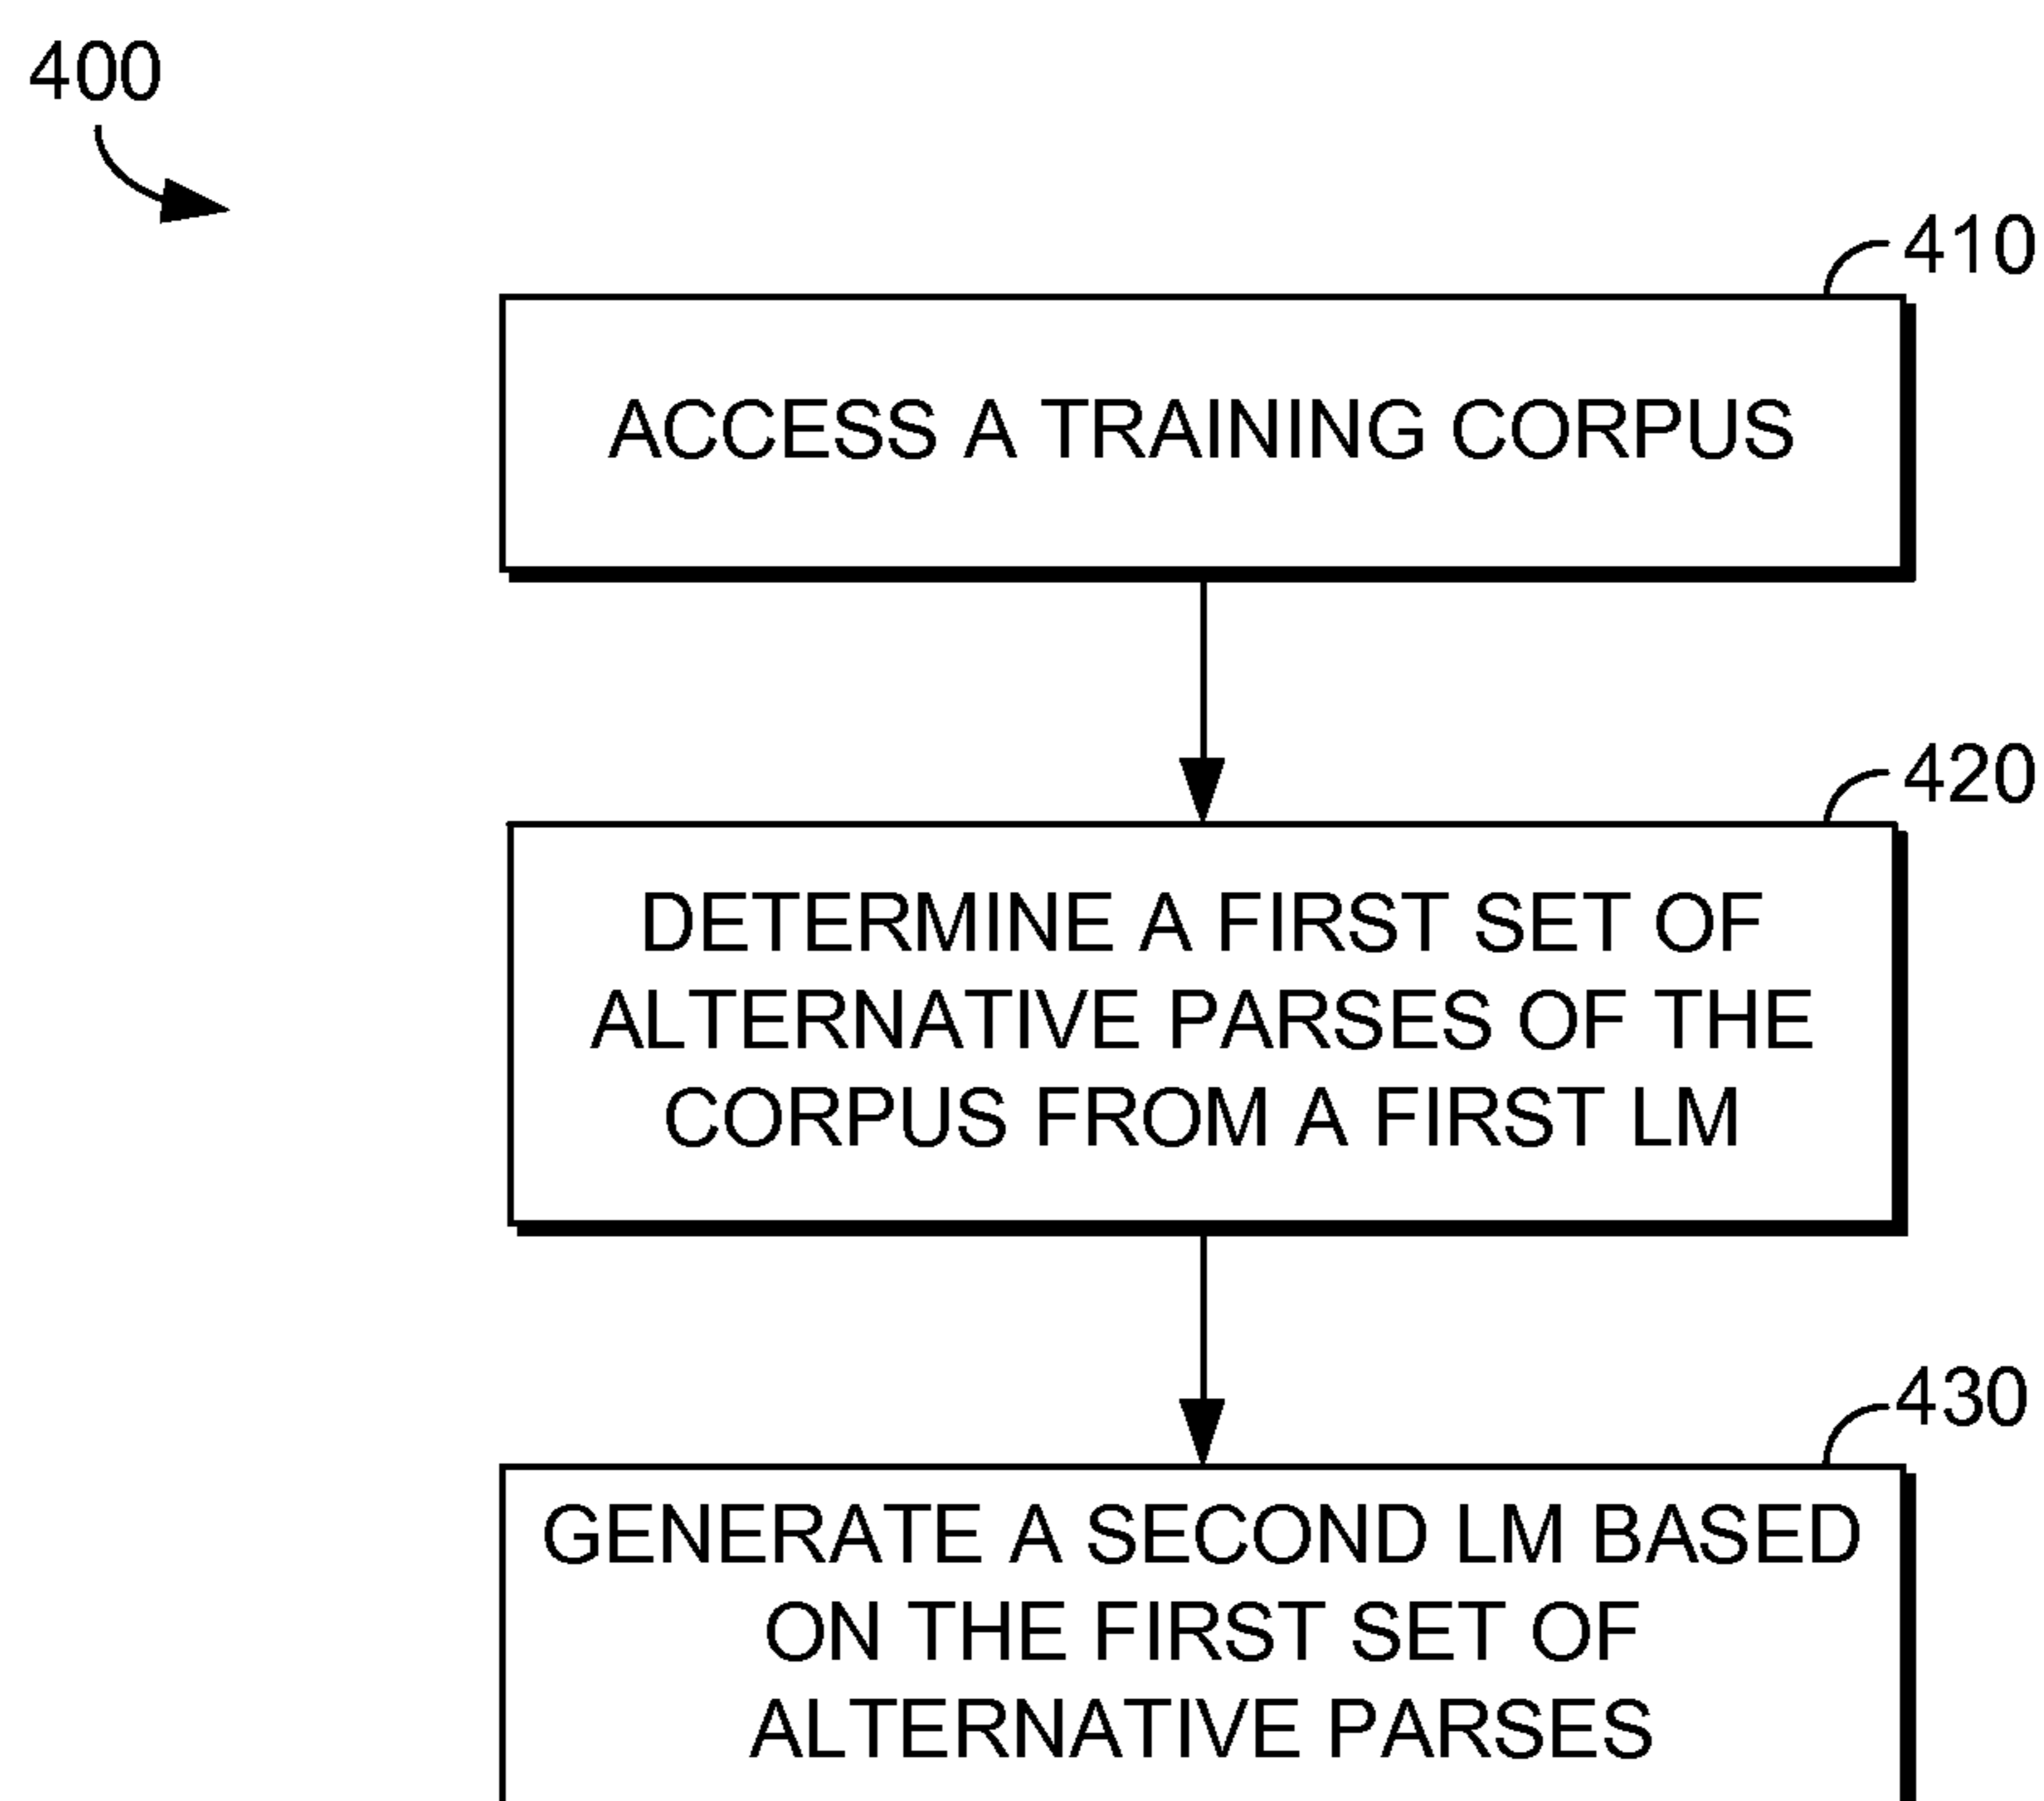 400
410
ACCESS A TRAINING CORPUS
420
DETERMINE A FIRST SET OF
ALTERNATIVE PARSES OF THE
CORPUS FROM A FIRST LM
430
GENERATE A SECOND LM BASED
ON THE FIRST SET OF
ALTERNATIVE PARSES